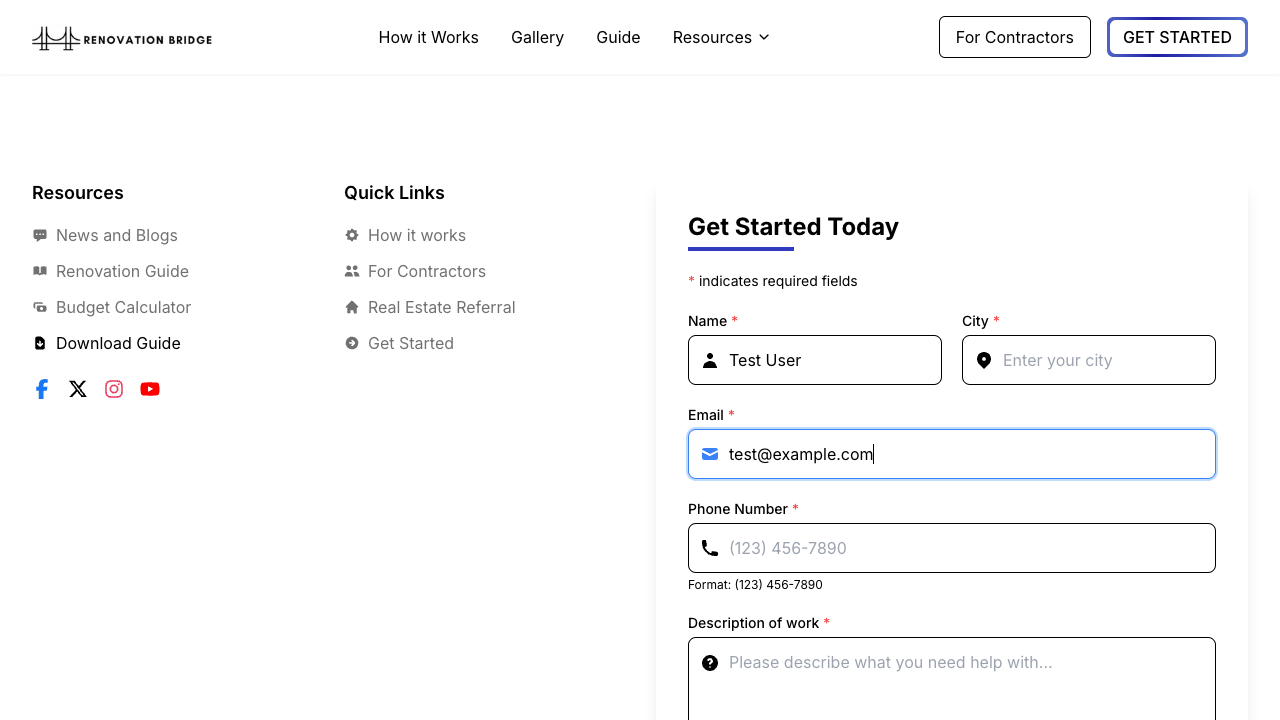 RENOVATION BRIDGE
How it Works
Gallery
Guide
Resources
For Contractors
GET STARTED
Resources
News and Blogs
Renovation Guide
Budget Calculator
Download Guide
Quick Links
How it works
For Contractors
Real Estate Referral
Get Started
Get Started Today
* indicates required fields
Name *
Test User
City *
Enter your city
Email *
test@example.com
Phone Number *
(123) 456-7890
Format: (123) 456-7890
Description of work *
Please describe what you need help with...